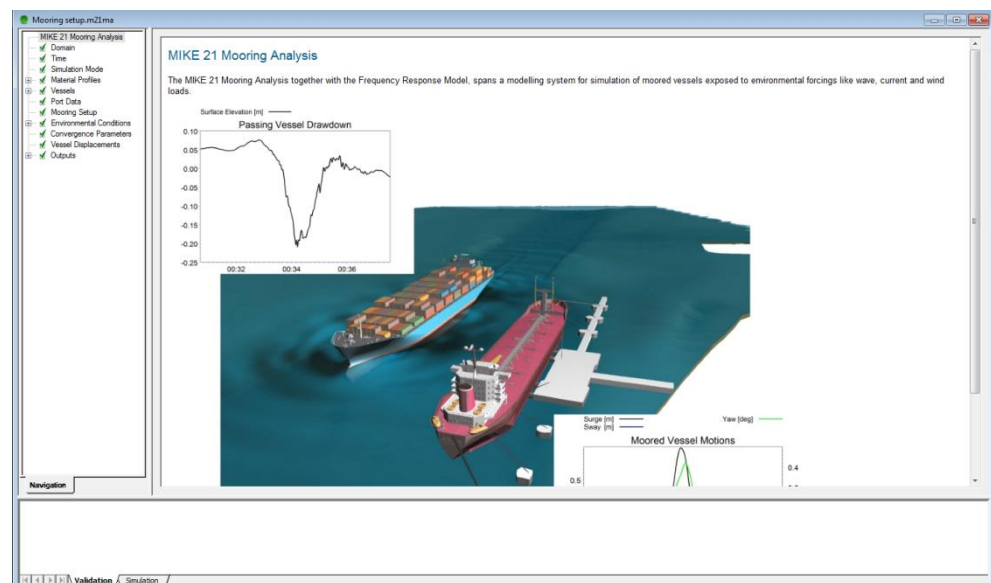 Mooring setup.m21ma
MIKE 21 Mooring Analysis
Domain
Time
Simulation Mode
Material Profiles
Vessels
Port Data
Mooring Setup
Environmental Conditions
Convergence Parameters
Vessel Displacements
Outputs
Navigation
MIKE 21 Mooring Analysis
The MIKE 21 Mooring Analysis together with the Frequency Response Model, spans a modelling system for simulation of moored vessels exposed to environmental forcings like wave, current and wind
loads.
Surface Elevation [m]
Passing Vessel Drawdown
0.10
0.05
0.00
-0.05
-0.10
-0.15
-0.20
-0.25
00:32 00:34 00:36
Surge [m] Yaw [deg]
Sway [m]
Moored Vessel Motions
0.5 0.4
Validation Simulation